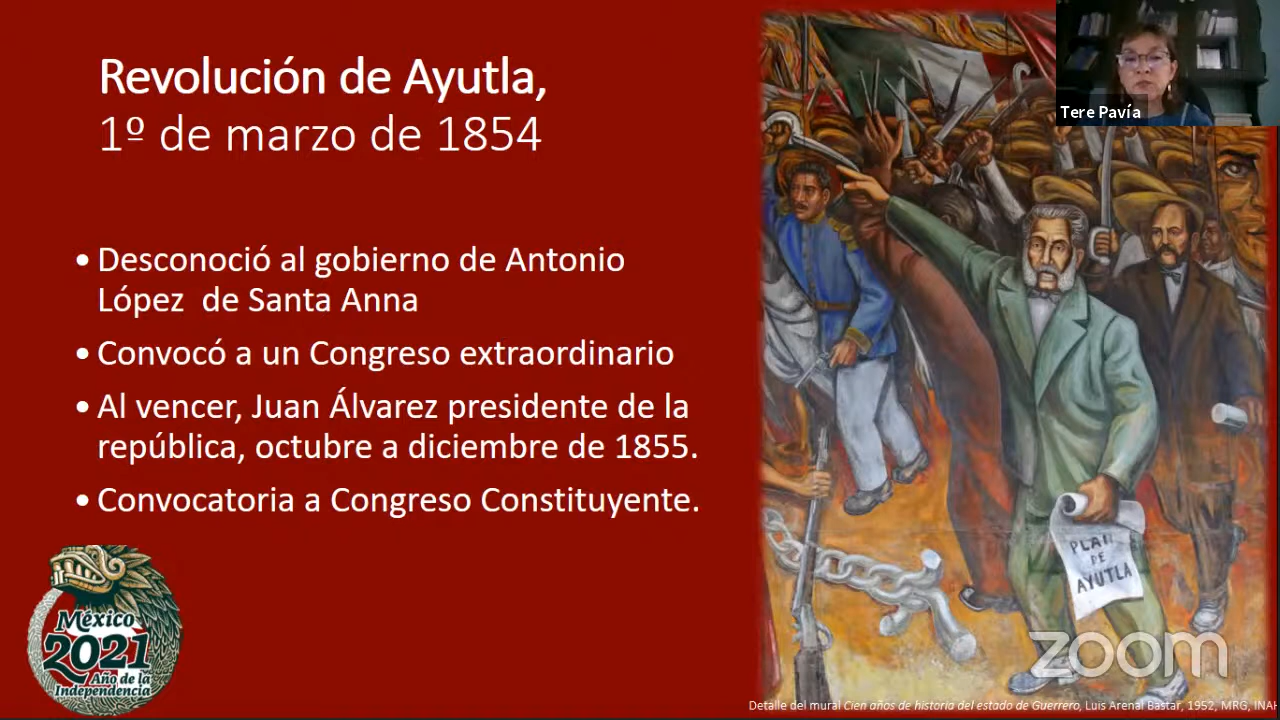 Revolución de Ayutla,
1º de marzo de 1854
• Desconoció al gobierno de Antonio
López de Santa Anna
• Convocó a un Congreso extraordinario
• Al vencer, Juan Álvarez presidente de la
república, octubre a diciembre de 1855.
• Convocatoria a Congreso Constituyente.
México
2021
Año de la
Independencia
Tere Pavía
PLAN
DE
AYUTLA
zoom
Detalle del mural Cien años de historia del estado de Guerrero, Luis Arenal Bastar, 1952, MRG, INAH